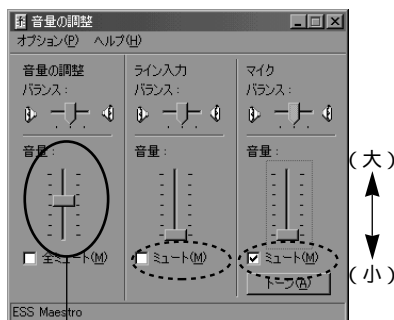 音量の調整
オプション(P) ヘルプ(H)
音量の調整
バランス:
音量:
全ミュート(M)
ライン入力
バランス:
音量:
ミュート(M)
マイク
バランス:
音量:
ミュート(M)
トーン(A)
(大)
(小)
ESS Maestro